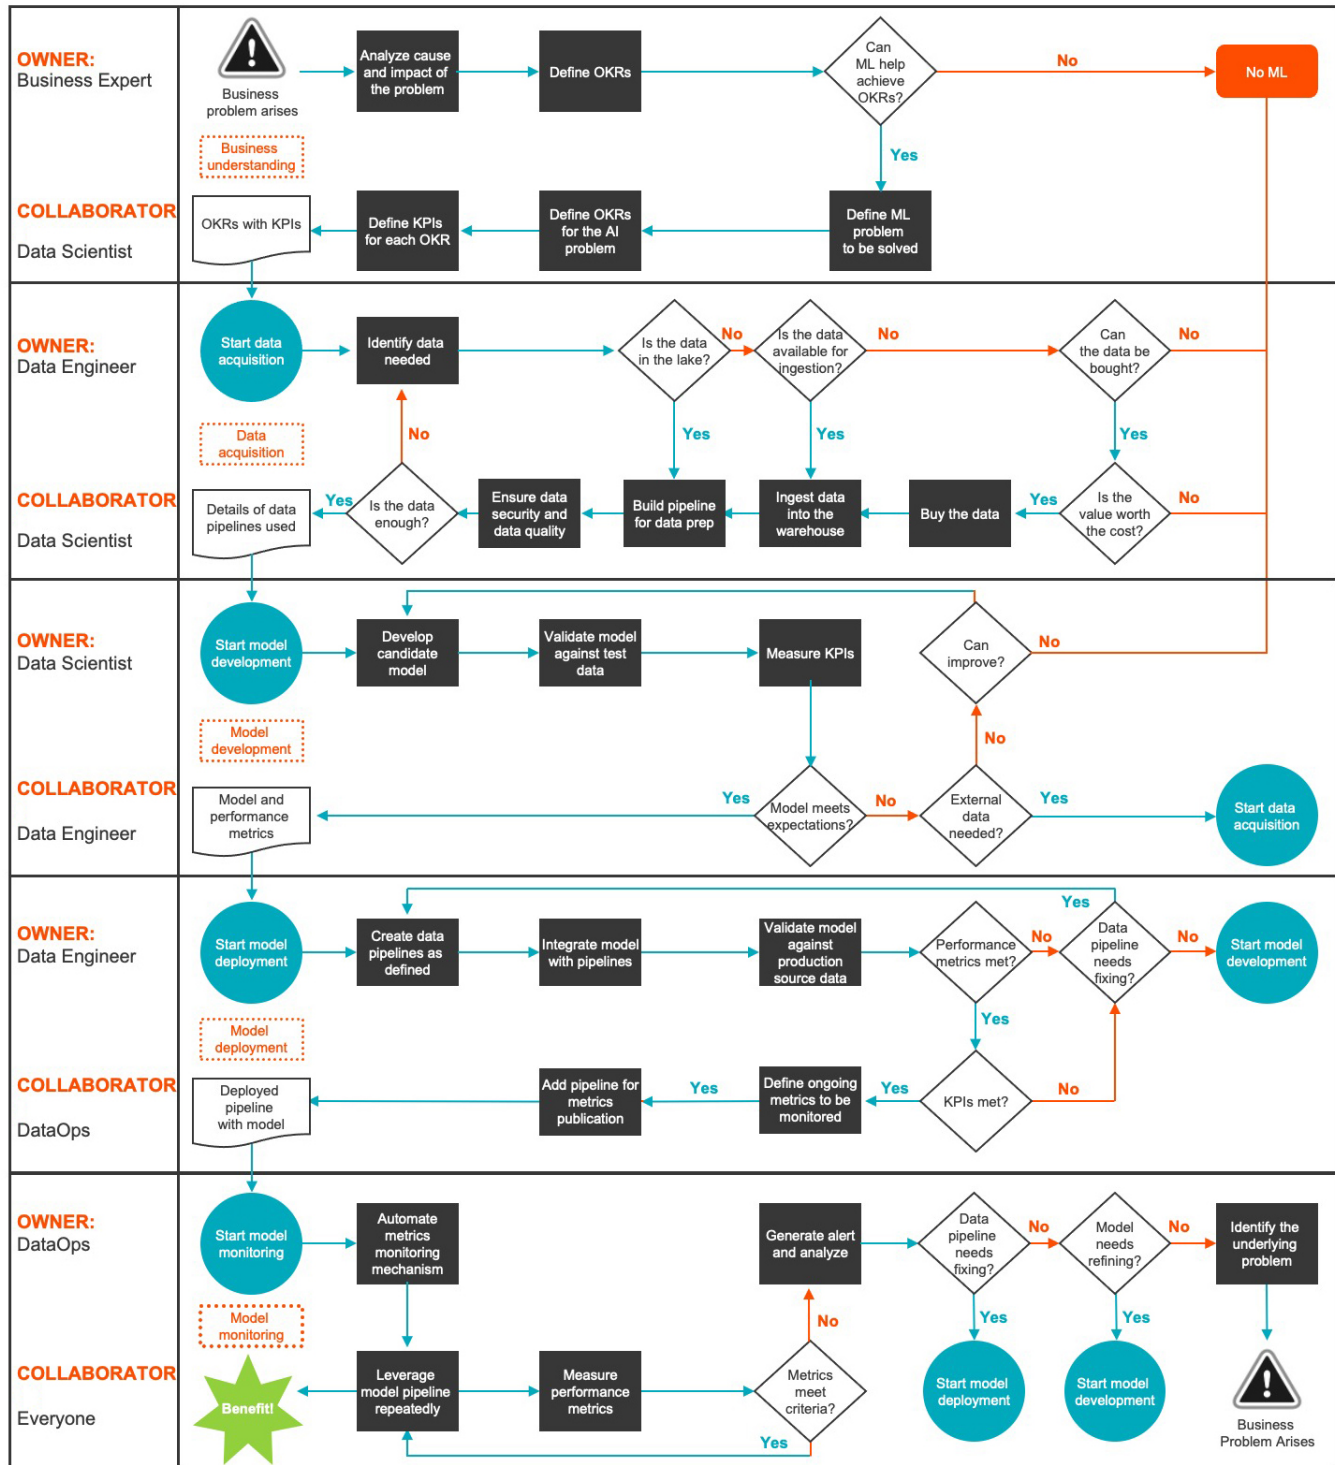 OWNER:
Business Expert
Business
problem arises
Analyze cause
and impact of
the problem
Define OKRs
Can
ML help
achieve
OKRs?
No
No ML
Business
understanding
Yes
COLLABORATOR
Data Scientist
OKRs with KPIs
Define KPIs
for each OKR
Define OKRs
for the AI
problem
Define ML
problem
to be solved
OWNER:
Data Engineer
Start data
acquisition
Identify data
needed
Is the data
in the lake?
No
Is the data
available for
ingestion?
No
Can
the data be
bought?
No
Data
acquisition
No
Yes
Yes
Yes
COLLABORATOR
Data Scientist
Details of data
pipelines used
Yes
Is the data
enough?
Ensure data
security and
data quality
Build pipeline
for data prep
Ingest data
into the
warehouse
Buy the data
Yes
Is the
value worth
the cost?
No
OWNER:
Data Scientist
Start model
development
Develop
candidate
model
Validate model
against test
data
Measure KPIs
Can
improve?
No
Model
development
No
COLLABORATOR
Data Engineer
Model and
performance
metrics
Yes
Model meets
expectations?
No
External
data
needed?
Yes
Start data
acquisition
OWNER:
Data Engineer
Start model
deployment
Create data
pipelines as
defined
Integrate model
with pipelines
Validate model
against
production
source data
Performance
metrics met?
No
Yes
Data
pipeline
needs
fixing?
No
Start model
development
Model
deployment
Yes
COLLABORATOR
DataOps
Deployed
pipeline
with model
Add pipeline for
metrics
publication
Yes
Define ongoing
metrics to be
monitored
Yes
KPIs met?
No
OWNER:
DataOps
Start model
monitoring
Automate
metrics
monitoring
mechanism
Generate alert
and analyze
Data
pipeline
needs
fixing?
No
Model
needs
refining?
No
Identify the
underlying
problem
Model
monitoring
No
Yes
Yes
COLLABORATOR
Everyone
Benefit!
Leverage
model pipeline
repeatedly
Measure
performance
metrics
Metrics
meet
criteria?
Yes
Start model
deployment
Start model
development
Business
Problem Arises